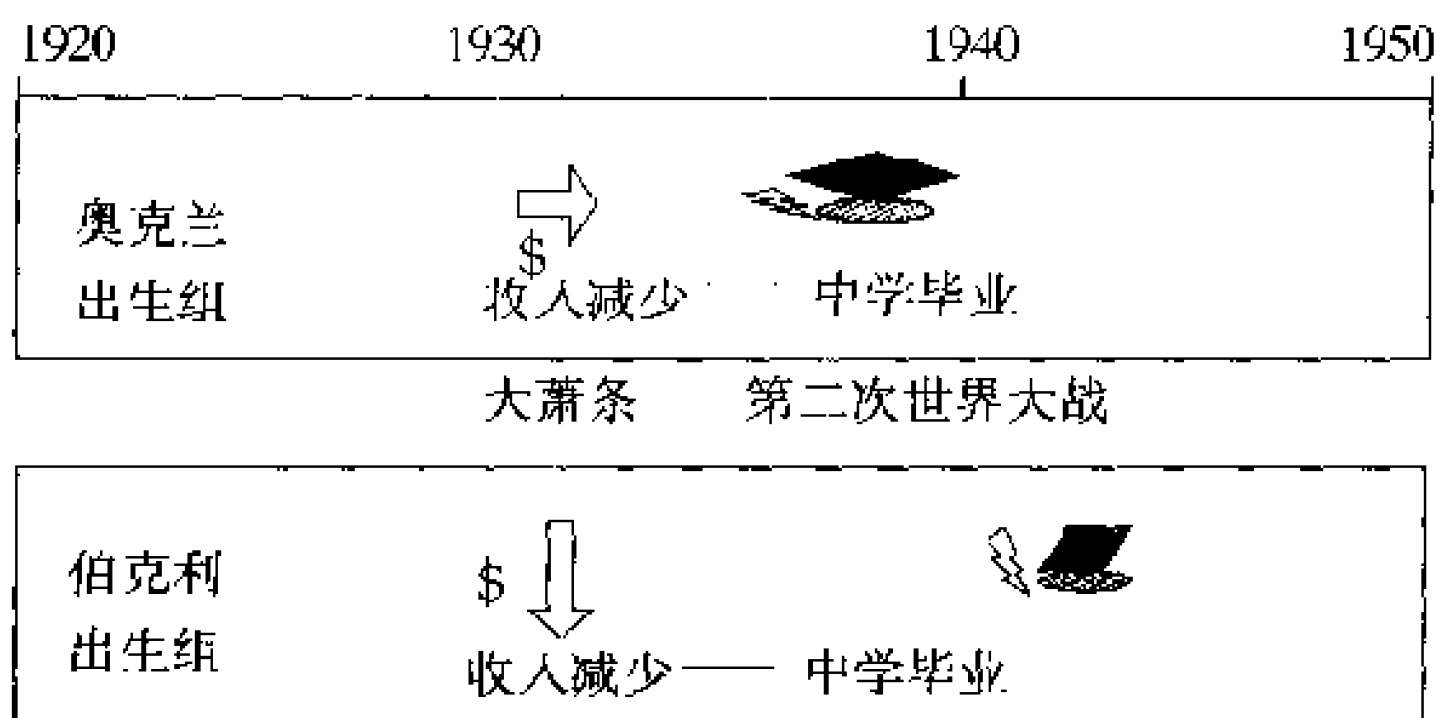 1920 1930 1940 1950
奥克兰
出生组
$
收入减少 中学毕业
大萧条 第二次世界大战
伯克利
出生组
$
收入减少——中学毕业